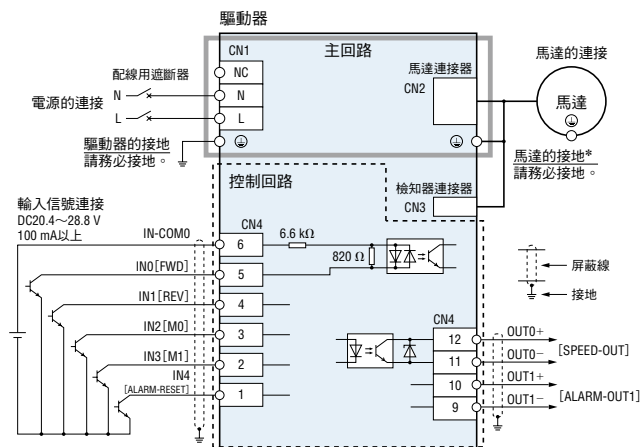 驅動器
CN1
主回路
馬達的連接
配線用遮斷器
NC
馬達連接器
CN2
電源的連接
N
N
馬達
L
L
驅動器的接地
請務必接地。
馬達的接地*
請務必接地。
控制回路
檢知器連接器
CN3
輸入信號連接
DC20.4～28.8 V
100 mA以上
CN4
IN-COM0
6
6.6 kΩ
820 Ω
IN0[FWD]
5
屏蔽線
接地
IN1[REV]
4
IN2[M0]
3
CN4
12
OUT0+
[SPEED-OUT]
IN3[M1]
2
11
OUT0−
IN4
[ALARM-RESET]
1
10
OUT1+
[ALARM-OUT1]
9
OUT1−